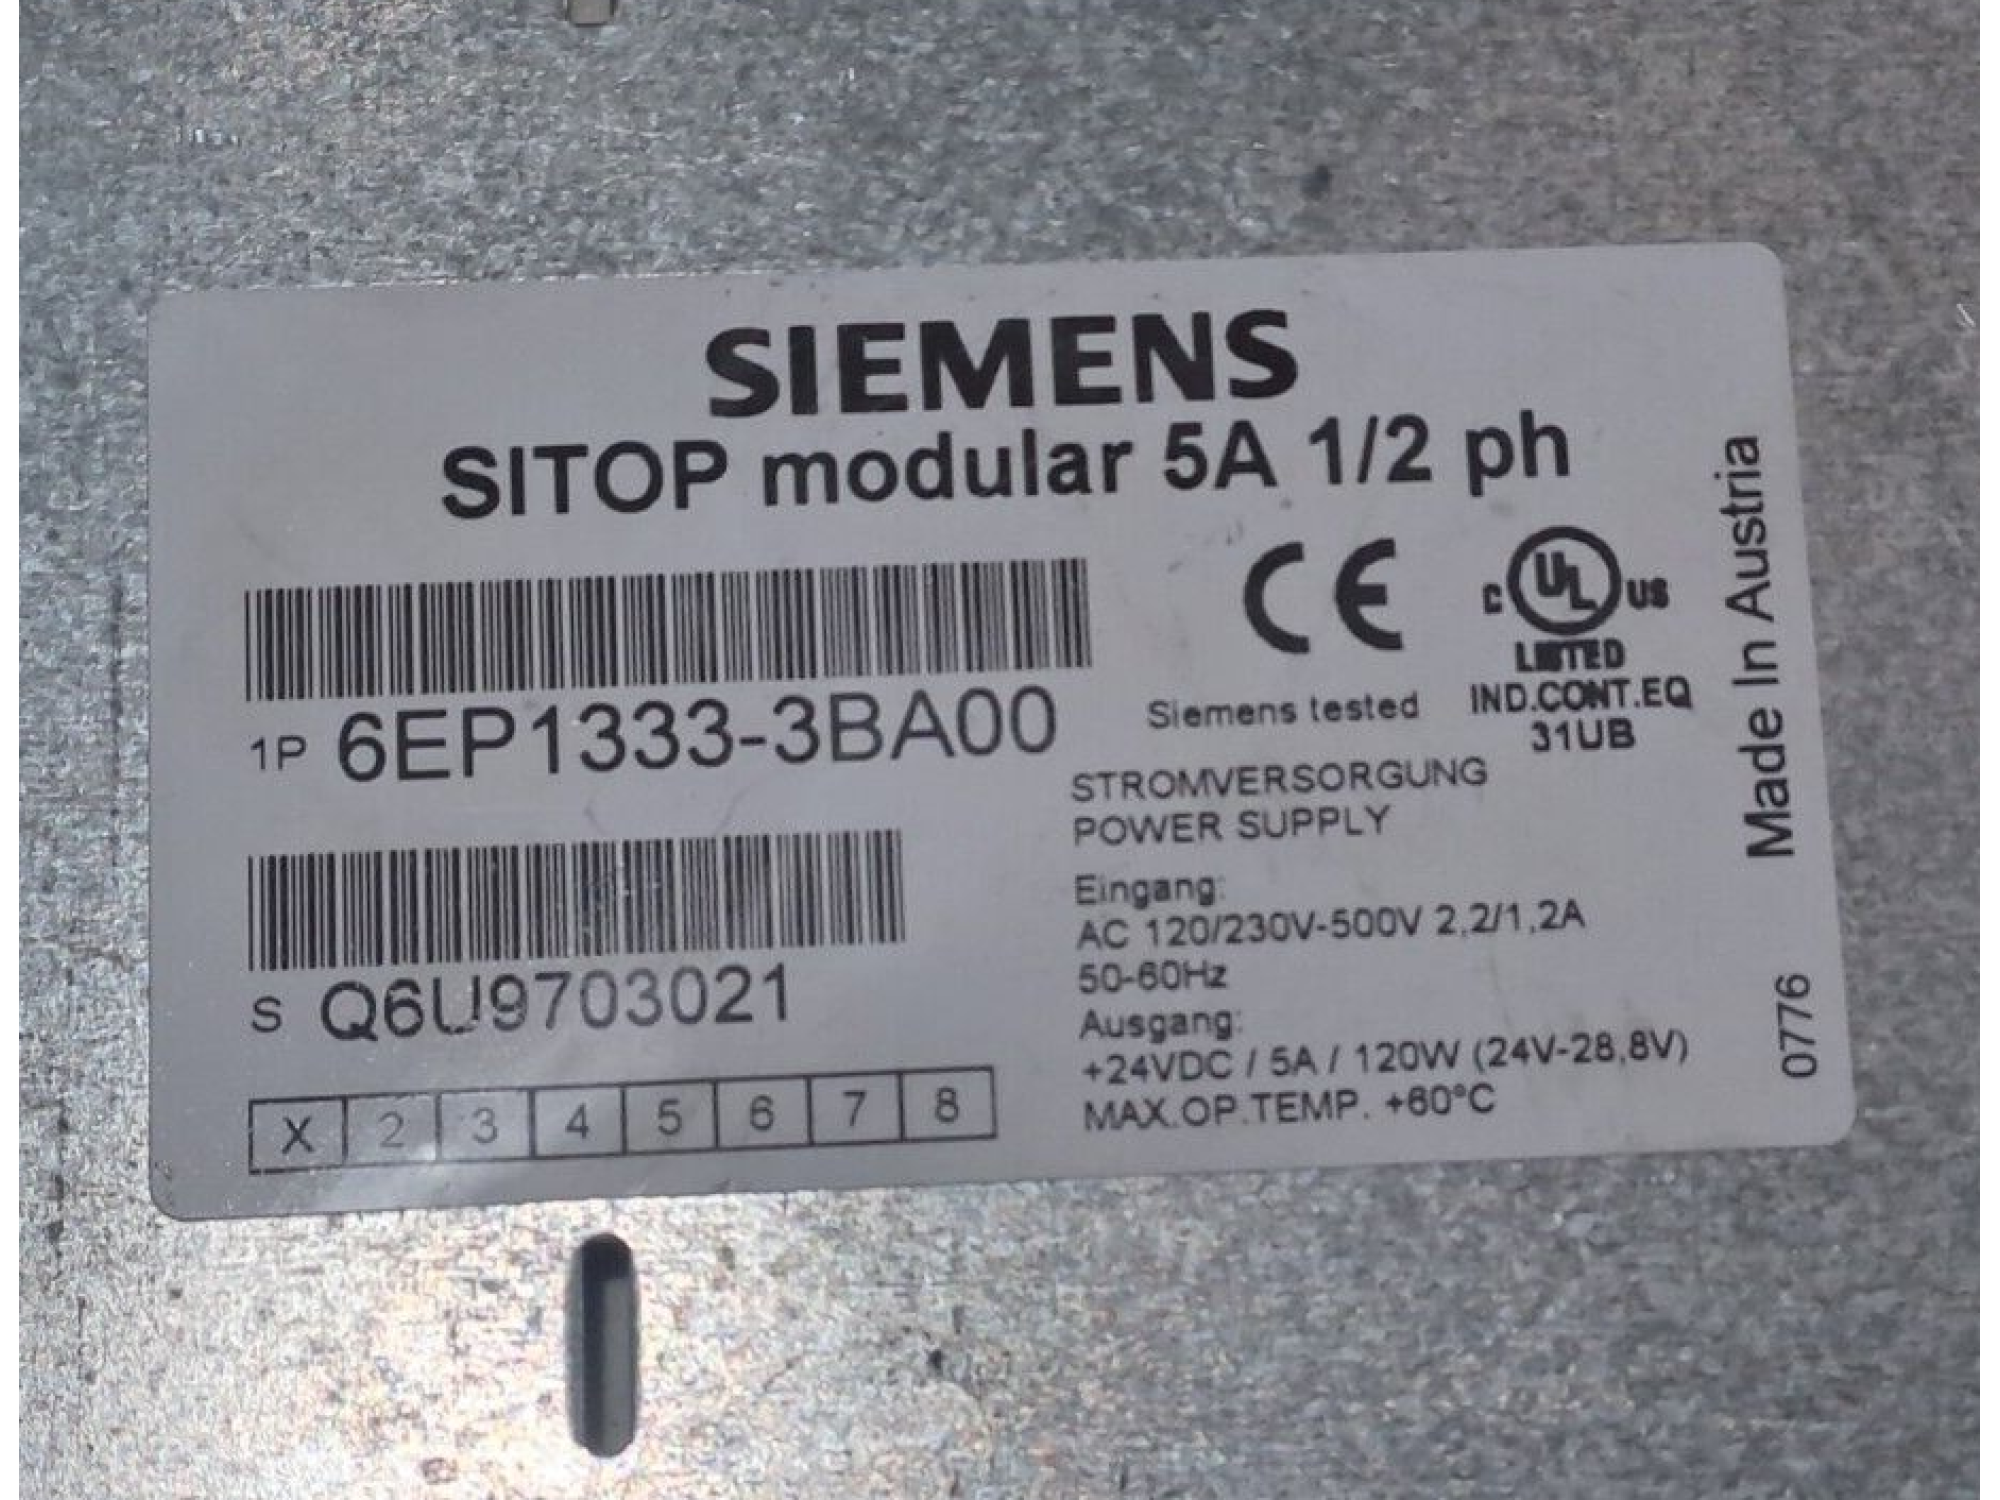 SIEMENS
SITOP modular 5A 1/2 ph
CE
c UL us
LISTED
IND.CONT.EQ
31UB
Siemens tested
1P 6EP1333-3BA00
STROMVERSORGUNG
POWER SUPPLY
Eingang:
AC 120/230V-500V 2,2/1,2A
50-60Hz
Ausgang:
+24VDC / 5A / 120W (24V-28,8V)
MAX.OP.TEMP. +60°C
S Q6U9703021
X 2 3 4 5 6 7 8
Made In Austria
0776